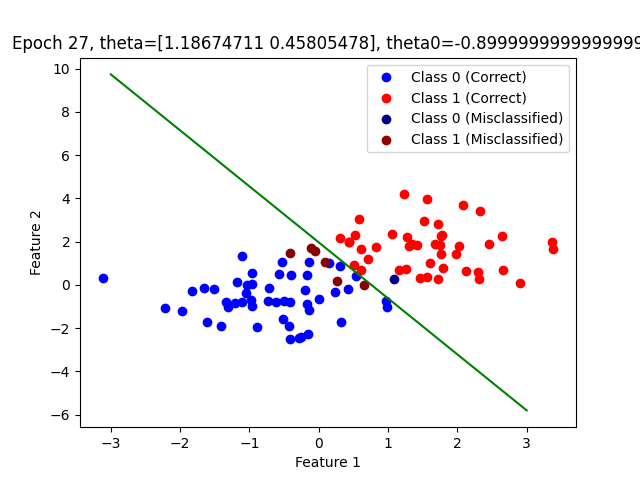 Epoch 27, theta=[1.18674711 0.45805478], theta0=-0.8999999999999999
Class 0 (Correct)
Class 1 (Correct)
Class 0 (Misclassified)
Class 1 (Misclassified)
10
8
6
4
2
0
−2
−4
−6
Feature 2
−3 −2 −1 0 1 2 3
Feature 1